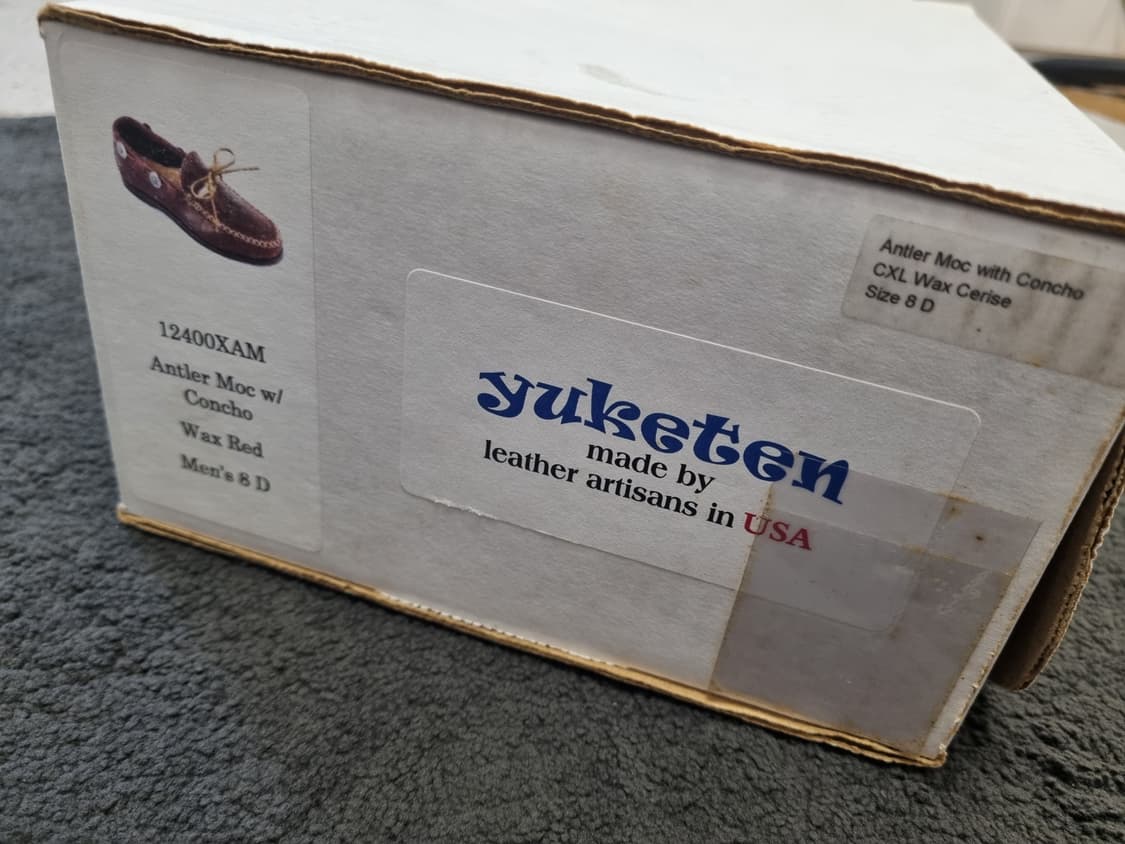 12400XAM
Antler Moc w/
Concho
Wax Red
Men's 8 D
yuketen
made by
leather artisans in USA
Antler Moc with Concho
CXL Wax Cerise
Size 8 D